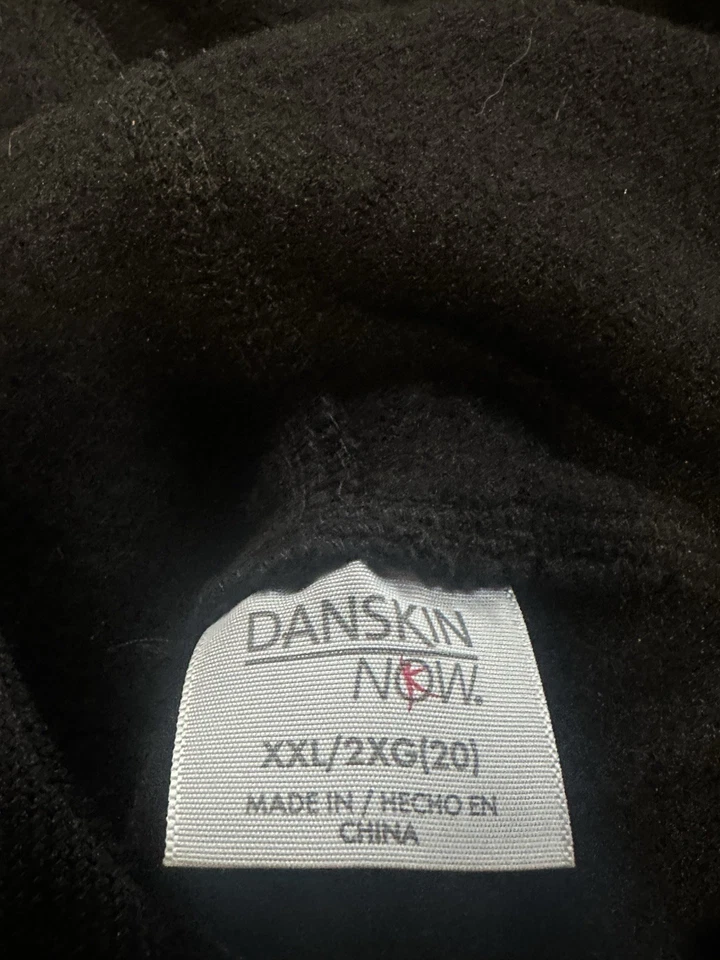 DANSKIN
NOW.
XXL/2XG(20)
MADE IN / HECHO EN
CHINA